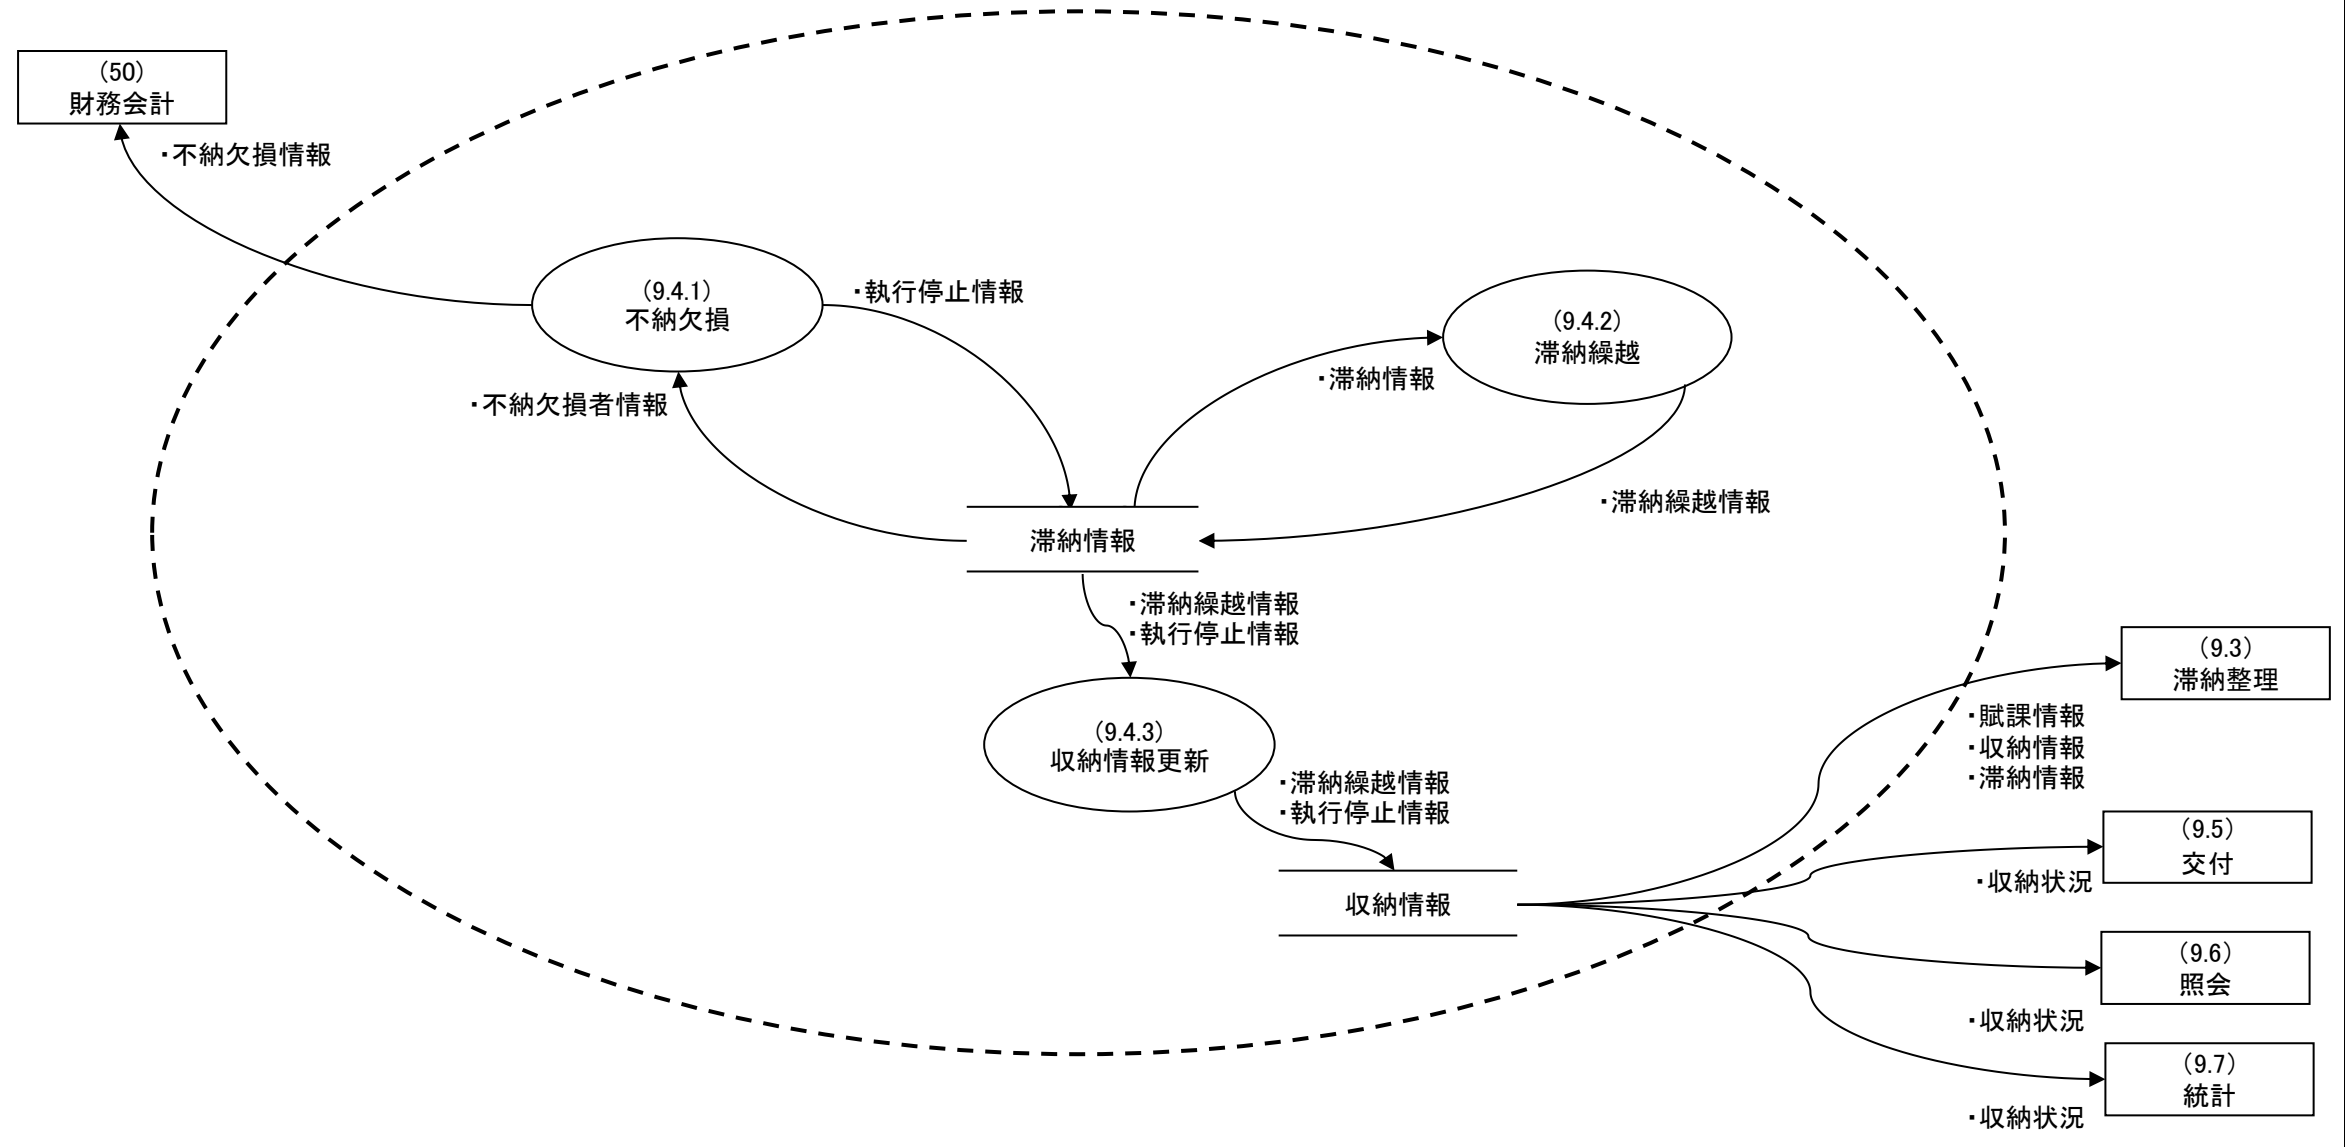 （50）
財務会計
・不納欠損情報
（9.4.1）
不納欠損
・執行停止情報
（9.4.2）
滞納繰越
・滞納情報
・不納欠損者情報
・滞納繰越情報
滞納情報
・滞納繰越情報
・執行停止情報
（9.3）
滞納整理
（9.4.3）
収納情報更新
・賦課情報
・収納情報
・滞納情報
・滞納繰越情報
・執行停止情報
（9.5）
交付
・収納状況
収納情報
（9.6）
照会
・収納状況
（9.7）
統計
・収納状況